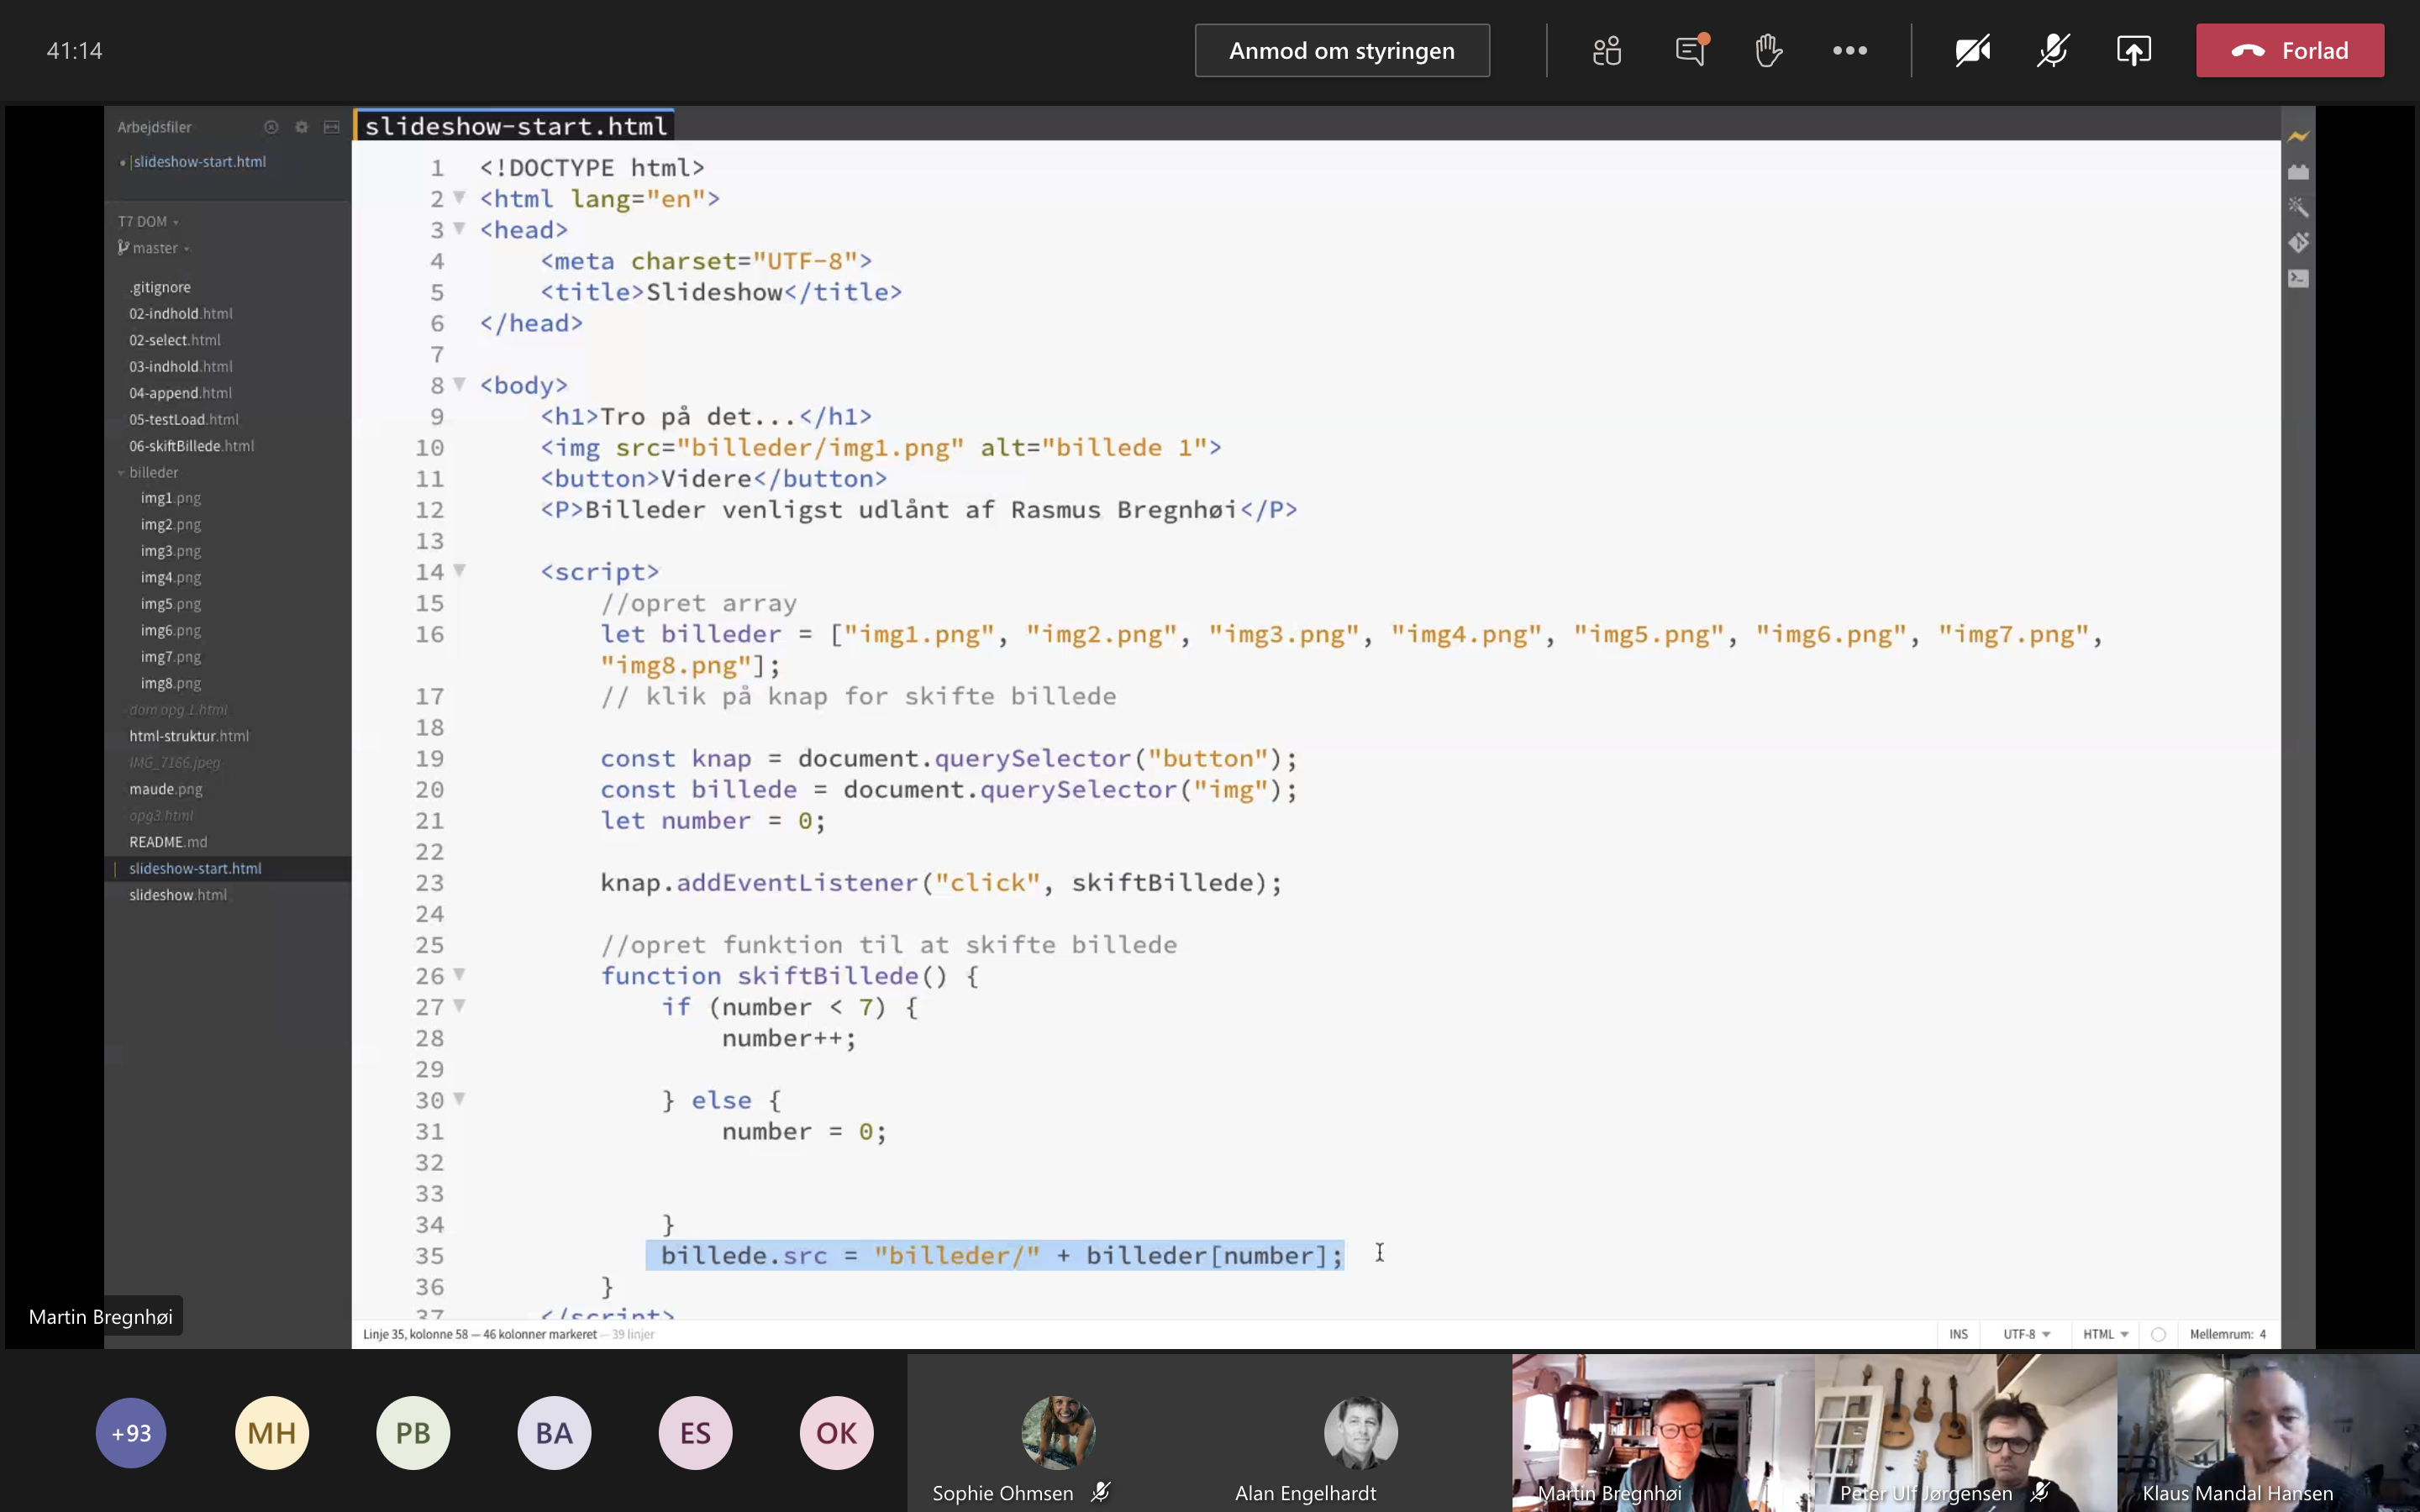 41:14
Anmod om styringen
Forlad
Arbejdsfiler
slideshow-start.html
T7 DOM
master
.gitignore
02-indhold.html
02-select.html
03-indhold.html
04-append.html
05-testLoad.html
06-skiftBillede.html
billeder
img1.png
img2.png
img3.png
img4.png
img5.png
img6.png
img7.png
img8.png
dom opg 1.html
html-struktur.html
IMG_7166.jpeg
maude.png
opg3.html
README.md
slideshow-start.html
slideshow.html
slideshow-start.html
1 <!DOCTYPE html>
2 <html lang="en">
3 <head>
4 <meta charset="UTF-8">
5 <title>Slideshow</title>
6 </head>
7
8 <body>
9 <h1>Tro på det...</h1>
10 <img src="billeder/img1.png" alt="billede 1">
11 <button>Videre</button>
12 <P>Billeder venligst udlånt af Rasmus Bregnhøi</P>
13
14 <script>
15 //opret array
16 let billeder = ["img1.png", "img2.png", "img3.png", "img4.png", "img5.png", "img6.png", "img7.png",
"img8.png"];
17 // klik på knap for skifte billede
18
19 const knap = document.querySelector("button");
20 const billede = document.querySelector("img");
21 let number = 0;
22
23 knap.addEventListener("click", skiftBillede);
24
25 //opret funktion til at skifte billede
26 function skiftBillede() {
27 if (number < 7) {
28 number++;
29
30 } else {
31 number = 0;
32
33
34 }
35 billede.src = "billeder/" + billeder[number];
36 }
37 </script>
Linje 35, kolonne 58 — 46 kolonner markeret — 39 linjer
INS UTF-8 HTML Mellemrum: 4
Martin Bregnhøi
+93
MH
PB
BA
ES
OK
Sophie Ohmsen
Alan Engelhardt
Martin Bregnhøi
Peter Ulf Jørgensen
Klaus Mandal Hansen